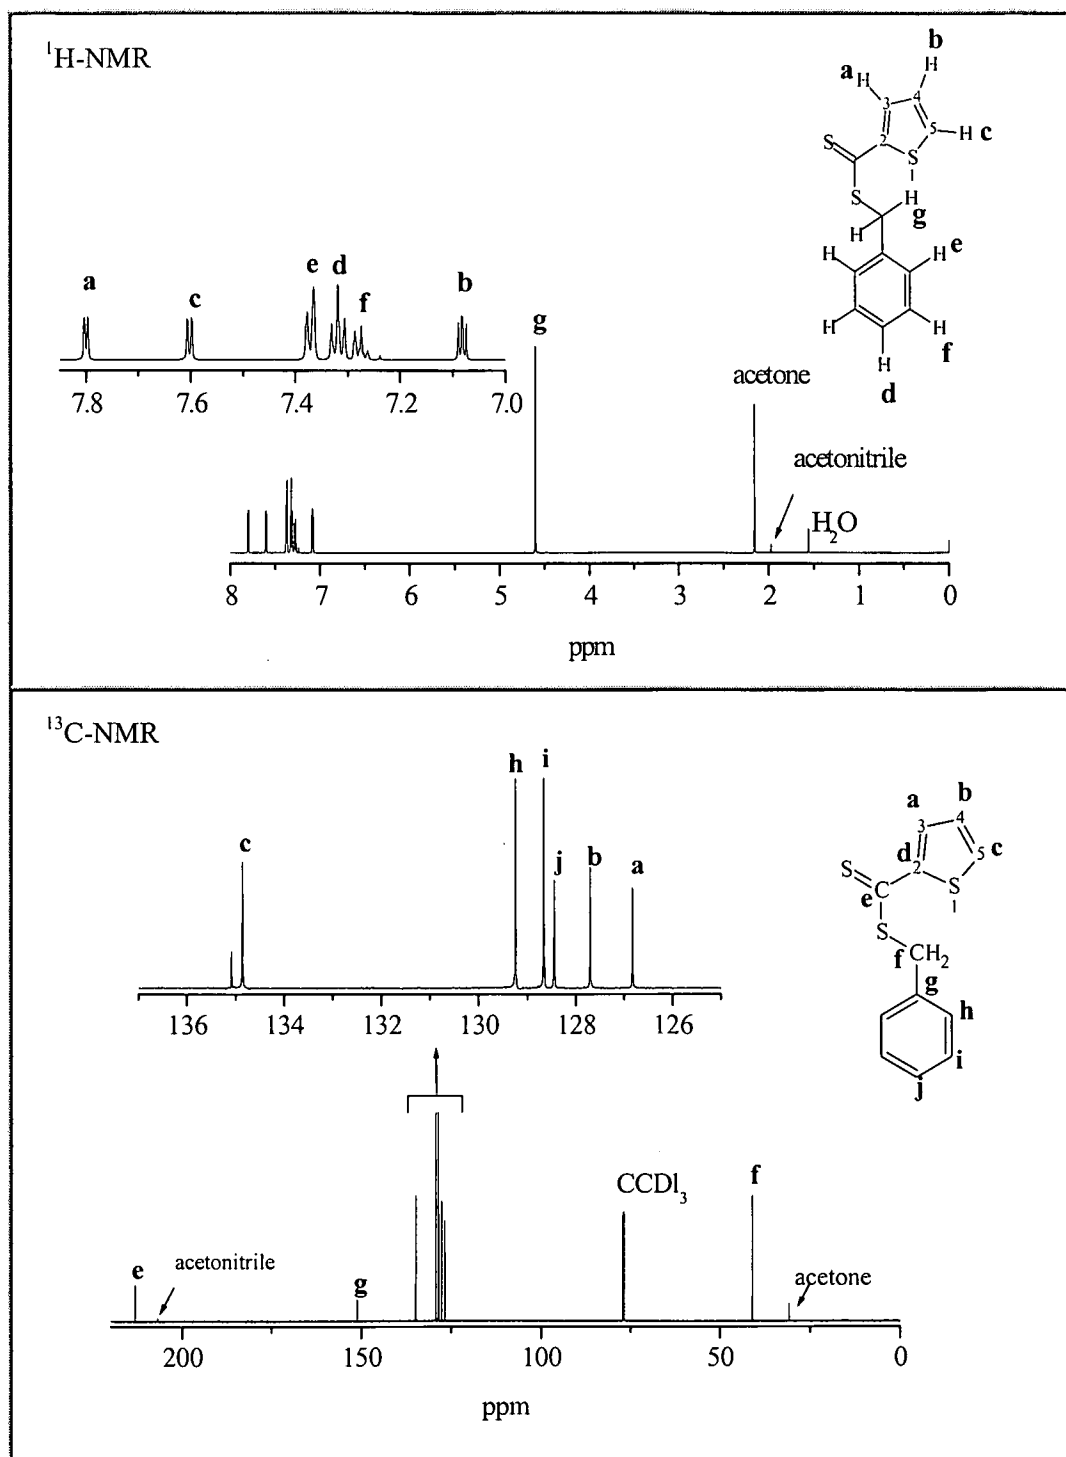 1H-NMR
b
H
a H
3 4
5 H c
2
S S
1
S H
g
H
H H e
a
c
e d
f
b
g
H H
f
H
d
acetone
acetonitrile
H2O
7.8 7.6 7.4 7.2 7.0
8 7 6 5 4 3 2 1 0
ppm
13C-NMR
h i
c
j b a
a b
3 4
d 2 5 c
S
e C S
1
S
f CH2
g
h
i
j
136 134 132 130 128 126
CCDl3
f
e acetonitrile
g
acetone
200 150 100 50 0
ppm